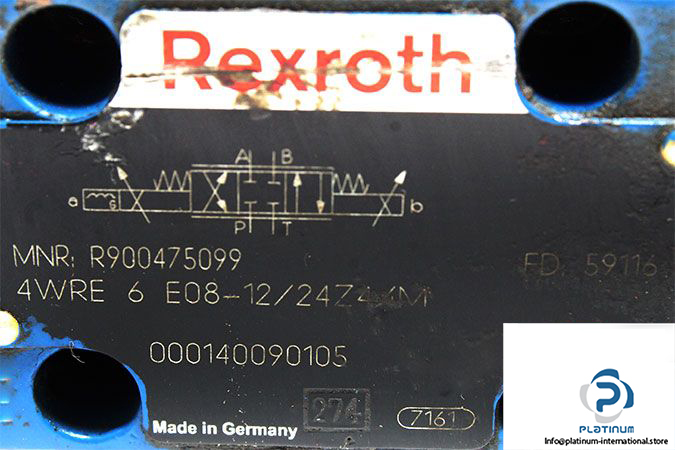 Rexroth
A B
a b
P T
MNR: R900475099 FD: 59116
4WRE 6 E08-12/24Z4/M
000140090105
274 7161
Made in Germany
PLATINUM
Info@platinum-international.store